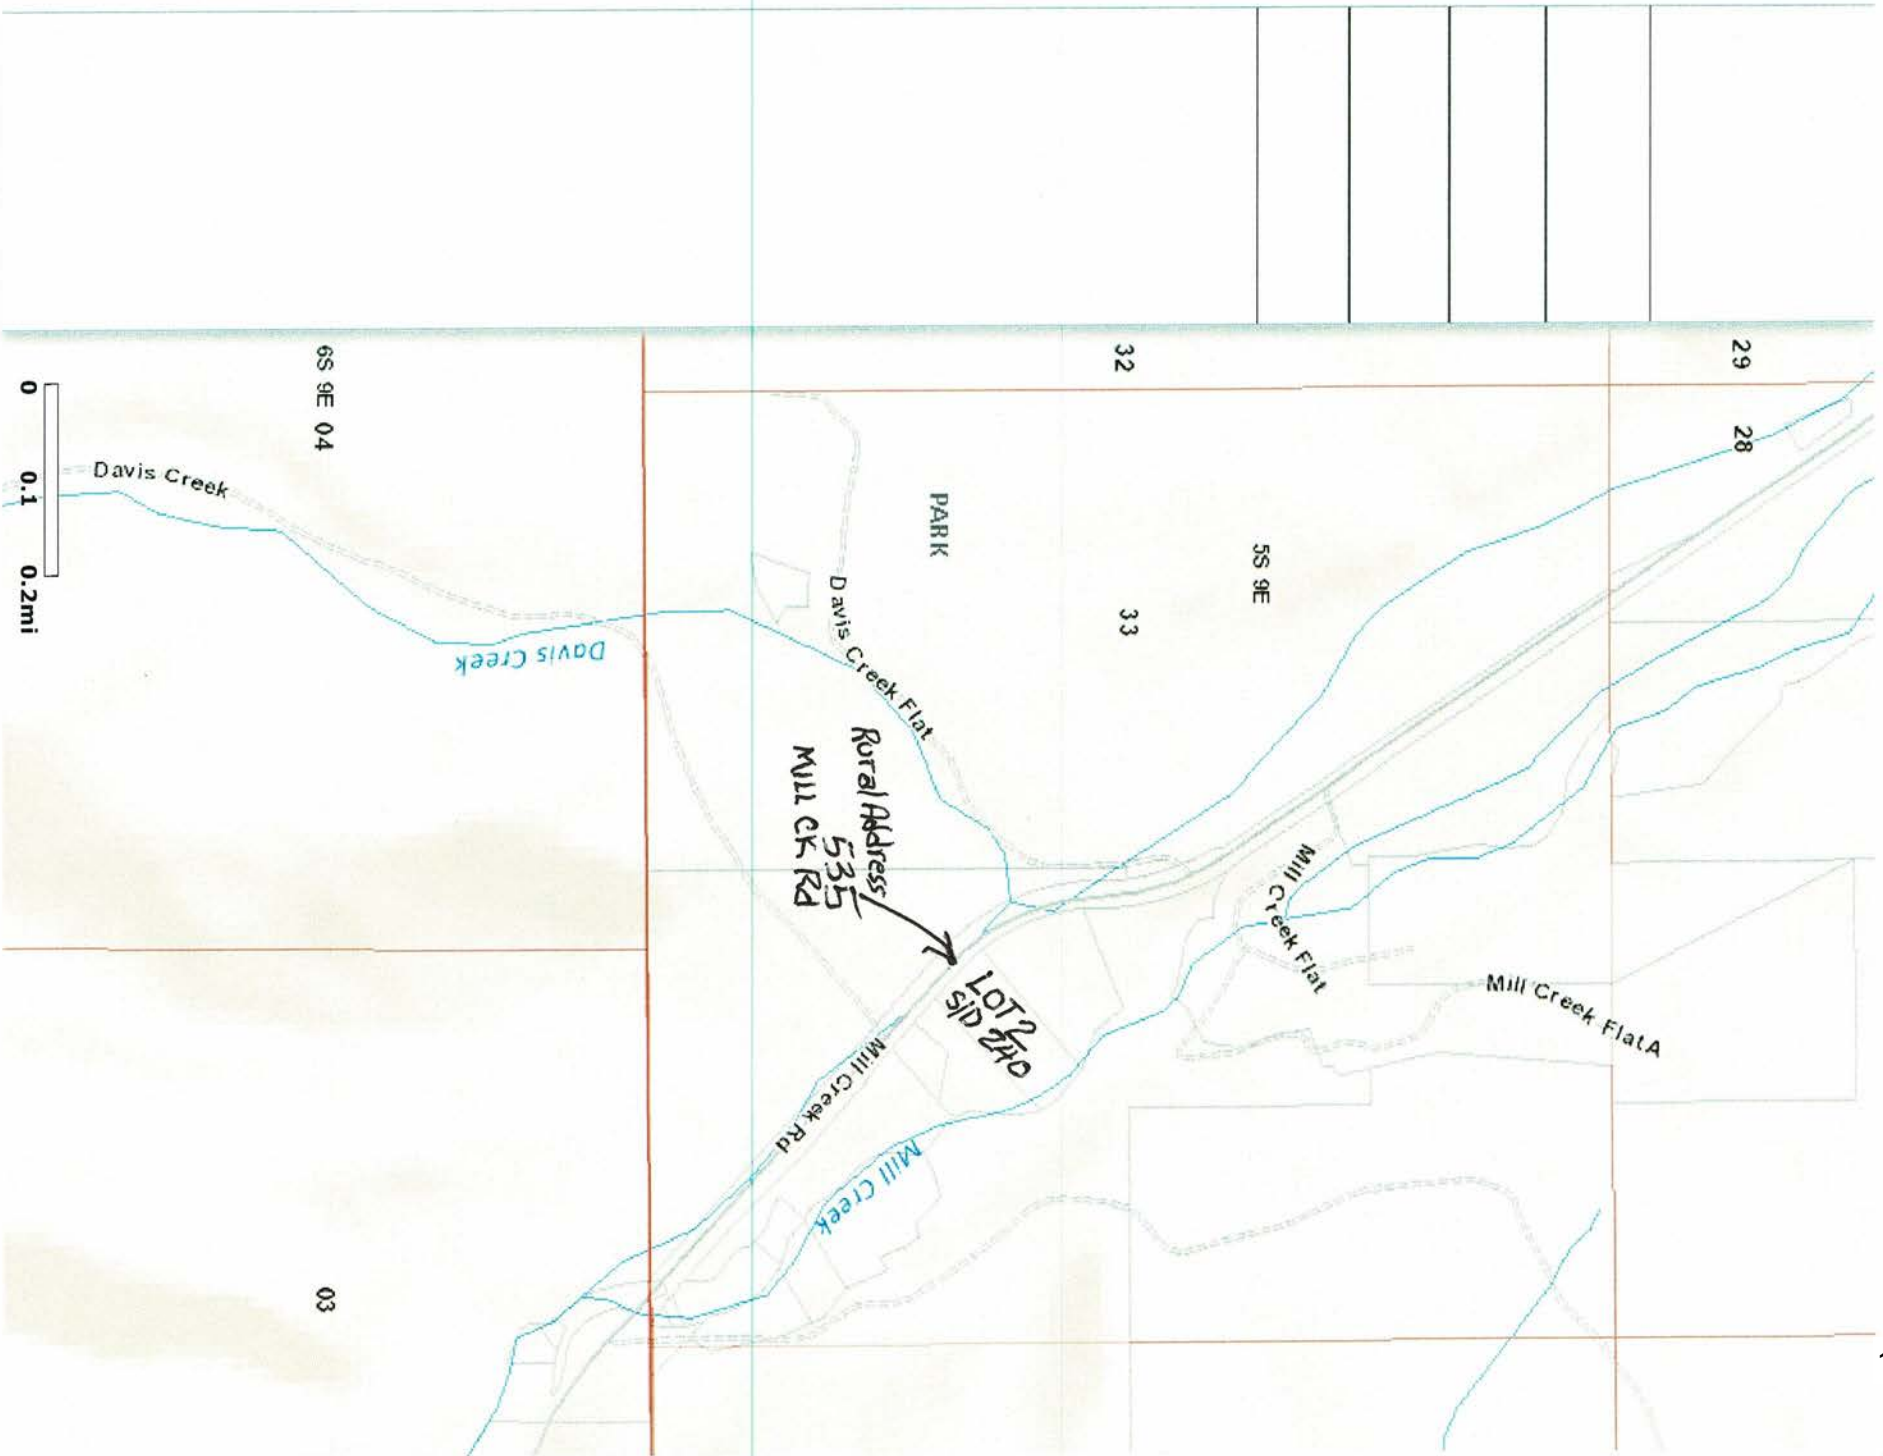 29
28
32
5S 9E
33
PARK
6S 9E 04
03
Mill Creek Flat
Mill Creek Flat A
Davis Creek Flat
Rural Address
535
Mill CK Rd
LOT 2
S/D 240
Mill Creek Rd
Mill Creek
Davis Creek
Davis Creek
0 0.1 0.2mi